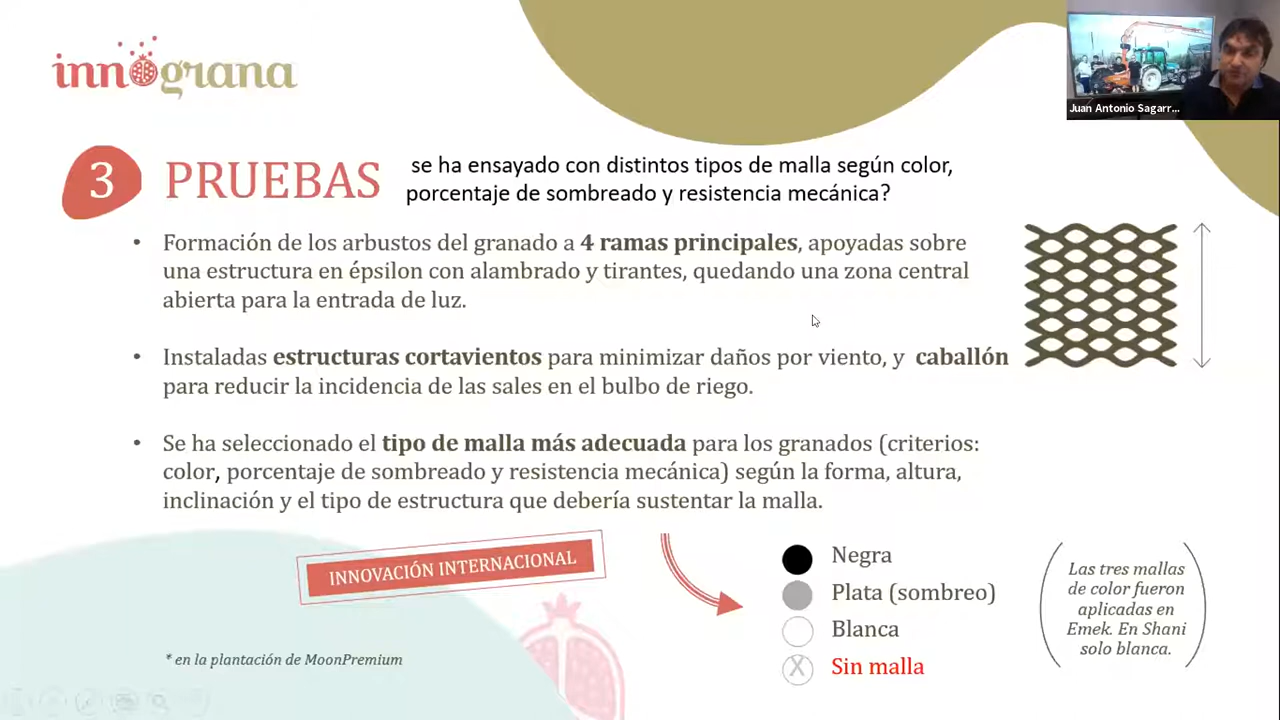 innograna
Juan Antonio Sagarr...
3 PRUEBAS
se ha ensayado con distintos tipos de malla según color,
porcentaje de sombreado y resistencia mecánica?
• Formación de los arbustos del granado a 4 ramas principales, apoyadas sobre
una estructura en épsilon con alambrado y tirantes, quedando una zona central
abierta para la entrada de luz.
• Instaladas estructuras cortavientos para minimizar daños por viento, y caballón
para reducir la incidencia de las sales en el bulbo de riego.
• Se ha seleccionado el tipo de malla más adecuada para los granados (criterios:
color, porcentaje de sombreado y resistencia mecánica) según la forma, altura,
inclinación y el tipo de estructura que debería sustentar la malla.
INNOVACIÓN INTERNACIONAL
Negra
Plata (sombreo)
Blanca
X Sin malla
Las tres mallas
de color fueron
aplicadas en
Emek. En Shani
solo blanca.
* en la plantación de MoonPremium